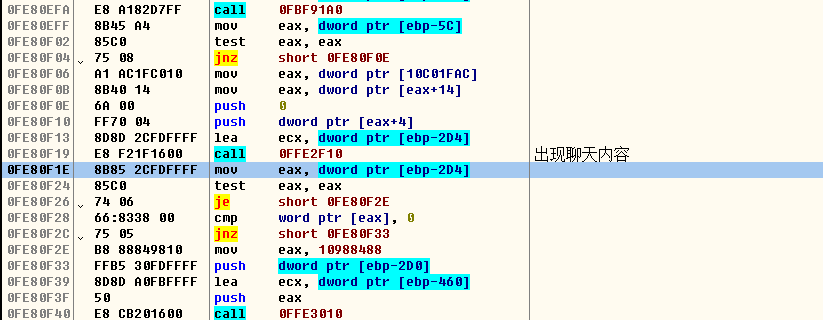 0FE80EFA E8 A182D7FF call 0FBF91A0
0FE80EFF 8B45 A4 mov eax, dword ptr [ebp-5C]
0FE80F02 85C0 test eax, eax
0FE80F04 75 08 jnz short 0FE80F0E
0FE80F06 A1 AC1FC010 mov eax, dword ptr [10C01FAC]
0FE80F0B 8B40 14 mov eax, dword ptr [eax+14]
0FE80F0E 6A 00 push 0
0FE80F10 FF70 04 push dword ptr [eax+4]
0FE80F13 8D8D 2CFDFFFF lea ecx, dword ptr [ebp-2D4]
0FE80F19 E8 F21F1600 call 0FFE2F10 出现聊天内容
0FE80F1E 8B85 2CFDFFFF mov eax, dword ptr [ebp-2D4]
0FE80F24 85C0 test eax, eax
0FE80F26 74 06 je short 0FE80F2E
0FE80F28 66:8338 00 cmp word ptr [eax], 0
0FE80F2C 75 05 jnz short 0FE80F33
0FE80F2E B8 88849810 mov eax, 10988488
0FE80F33 FFB5 30FDFFFF push dword ptr [ebp-2D0]
0FE80F39 8D8D A0FBFFFF lea ecx, dword ptr [ebp-460]
0FE80F3F 50 push eax
0FE80F40 E8 CB201600 call 0FFE3010